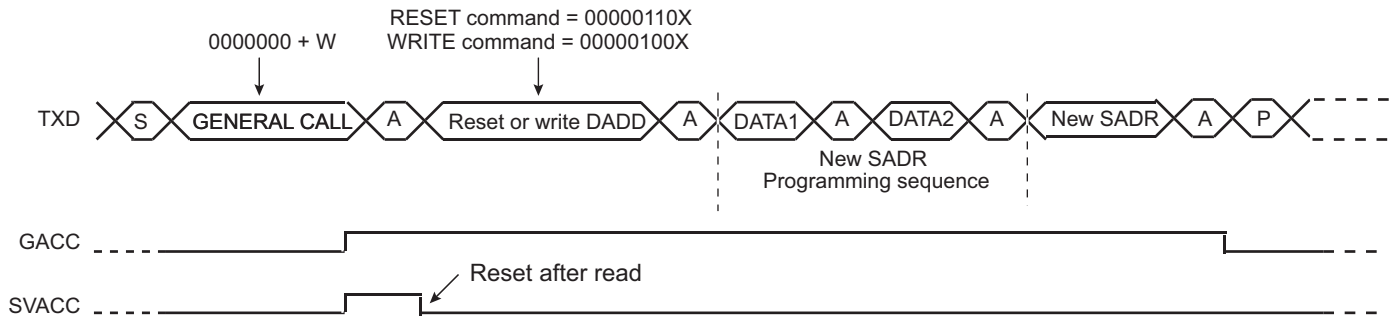 RESET command = 00000110X
0000000 + W
WRITE command = 00000100X
TXD S GENERAL CALL A Reset or write DADD A DATA1 A DATA2 A New SADR A P
New SADR
Programming sequence
GACC
Reset after read
SVACC